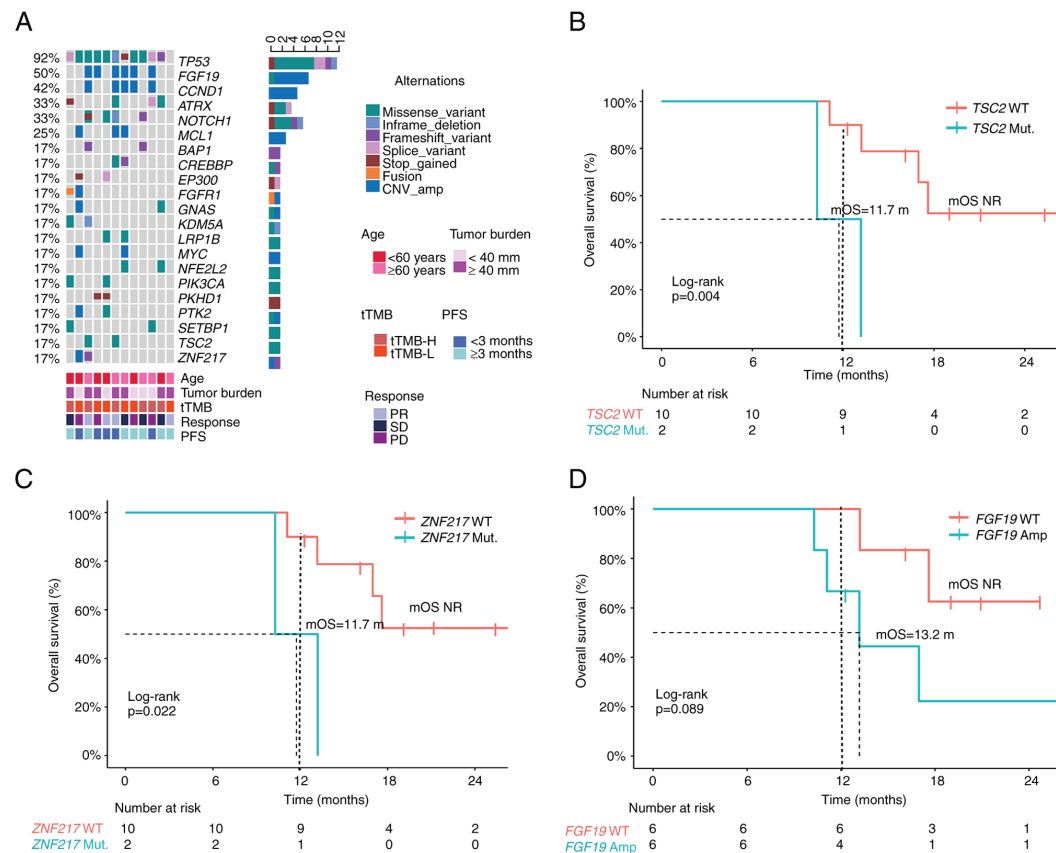 A
0 2 4 6 8 10 12
92% TP53
50% FGF19
42% CCND1
33% ATRX
33% NOTCH1
25% MCL1
17% BAP1
17% CREBBP
17% EP300
17% FGFR1
17% GNAS
17% KDM5A
17% LRP1B
17% MYC
17% NFE2L2
17% PIK3CA
17% PKHD1
17% PTK2
17% SETBP1
17% TSC2
17% ZNF217
Age
Tumor burden
tTMB
Response
PFS
Alternations
Missense_variant
Inframe_deletion
Frameshift_variant
Splice_variant
Stop_gained
Fusion
CNV_amp
Age
<60 years
≥60 years
Tumor burden
< 40 mm
≥ 40 mm
tTMB
tTMB-H
tTMB-L
PFS
<3 months
≥3 months
Response
PR
SD
PD
B
Overall survival (%)
100%
80%
60%
40%
20%
0%
TSC2 WT
TSC2 Mut.
mOS NR
mOS=11.7 m
Log-rank
p=0.004
0 6 12 18 24
Time (months)
Number at risk
TSC2 WT 10 10 9 4 2
TSC2 Mut. 2 2 1 0 0
C
Overall survival (%)
100%
80%
60%
40%
20%
0%
ZNF217 WT
ZNF217 Mut.
mOS NR
mOS=11.7 m
Log-rank
p=0.022
0 6 12 18 24
Time (months)
Number at risk
ZNF217 WT 10 10 9 4 2
ZNF217 Mut. 2 2 1 0 0
D
Overall survival (%)
100%
80%
60%
40%
20%
0%
FGF19 WT
FGF19 Amp
mOS NR
mOS=13.2 m
Log-rank
p=0.089
0 6 12 18 24
Time (months)
Number at risk
FGF19 WT 6 6 6 3 1
FGF19 Amp 6 6 4 1 1